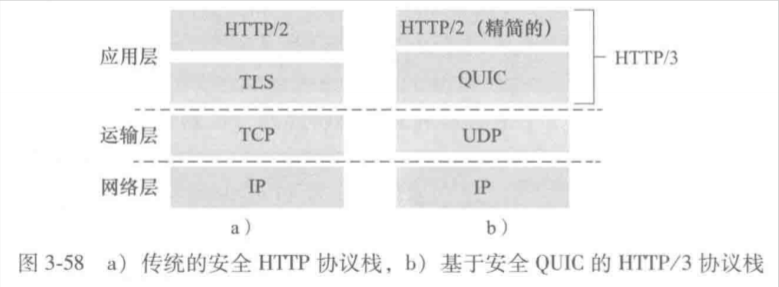 HTTP/2 HTTP/2（精简的）
应用层 HTTP/3
TLS QUIC
运输层 TCP UDP
网络层 IP IP
a） b）
图 3-58 a）传统的安全 HTTP 协议栈，b）基于安全 QUIC 的 HTTP/3 协议栈